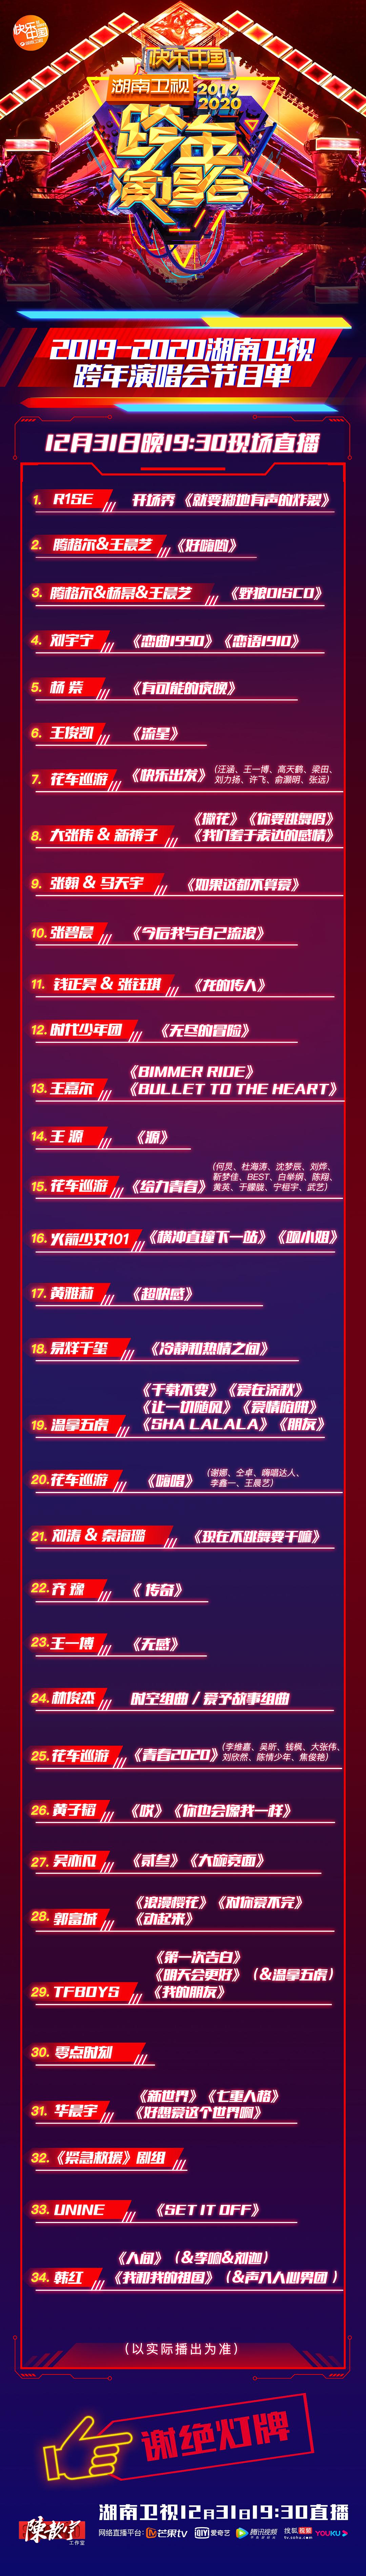 快乐中国
湖南卫视
快乐中国
湖南卫视 2019
2020
跨年
演唱会
2019-2020湖南卫视
跨年演唱会节目单
12月31日晚19:30现场直播
1. R1SE 开场秀《就要掷地有声的炸裂》
2. 腾格尔&王晨艺 《好嗨哟》
3. 腾格尔&杨幂&王晨艺 《野狼DISCO》
4. 刘宇宁 《恋曲1990》《恋语1910》
5. 杨 紫 《有可能的夜晚》
6. 王俊凯 《流星》
7. 花车巡游 《快乐出发》(汪涵、王一博、高天鹤、梁田、
刘力扬、许飞、俞灏明、张远)
《撒花》《你要跳舞吗》
8. 大张伟 & 新裤子 《我们羞于表达的感情》
9. 张翰 & 马天宇 《如果这都不算爱》
10. 张碧晨 《今后我与自己流浪》
11. 钱正昊 & 张钰琪 《龙的传人》
12. 时代少年团 《无尽的冒险》
《BIMMER RIDE》
13. 王嘉尔 《BULLET TO THE HEART》
14. 王 源 《源》
15. 花车巡游 《给力青春》(何炅、杜海涛、沈梦辰、刘烨、
靳梦佳、BEST、白举纲、陈翔、
黄英、于朦胧、宁桓宇、武艺)
16. 火箭少女101 《横冲直撞下一站》《响小姐》
17. 黄雅莉 《超快感》
18. 易烊千玺 《冷静和热情之间》
《千载不变》《爱在深秋》
《让一切随风》《爱情陷阱》
19. 温拿五虎 《SHA LALALA》《朋友》
20. 花车巡游 《嗨唱》(谢娜、仝卓、嗨唱达人、
李鑫一、王晨艺)
21. 刘涛 & 秦海璐 《现在不跳舞要干嘛》
22. 齐 豫 《 传奇》
23. 王一博 《无感》
24. 林俊杰 时空组曲 / 爱予故事组曲
25. 花车巡游 《青春2020》(李维嘉、吴昕、钱枫、大张伟、
刘欣然、陈情少年、焦俊艳)
26. 黄子韬 《哎》《你也会像我一样》
27. 吴亦凡 《贰叁》《大碗宽面》
《浪漫樱花》《对你爱不完》
28. 郭富城 《动起来》
《第一次告白》
《明天会更好》(&温拿五虎)
29. TFBOYS 《我的朋友》
30. 零点时刻
《新世界》《七重人格》
31. 华晨宇 《好想爱这个世界啊》
32. 《紧急救援》剧组
33. UNINE 《SET IT OFF》
《人间》(&李响&刘迦)
34. 韩红 《我和我的祖国》(&声入人心男团 )
(以实际播出为准)
谢绝灯牌
陳歆宇
工作室
湖南卫视12月31日19:30直播
网络直播平台: 芒果tv QIY 爱奇艺 腾讯视频 搜狐视频 tv.sohu.com YOUKU